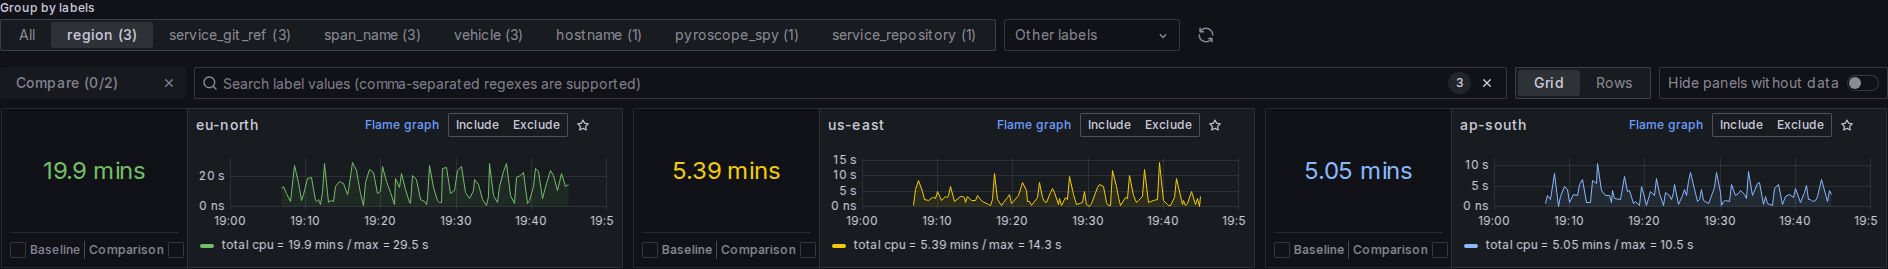 Group by labels
All region (3) service_git_ref (3) span_name (3) vehicle (3) hostname (1) pyroscope_spy (1) service_repository (1) Other labels
Compare (0/2) Search label values (comma-separated regexes are supported) 3 Grid Rows Hide panels without data
eu-north Flame graph Include Exclude
19.9 mins
20 s
0 ns
19:00 19:10 19:20 19:30 19:40 19:5
Baseline Comparison
total cpu = 19.9 mins / max = 29.5 s
us-east Flame graph Include Exclude
5.39 mins
15 s
10 s
5 s
0 ns
19:00 19:10 19:20 19:30 19:40 19:5
Baseline Comparison
total cpu = 5.39 mins / max = 14.3 s
ap-south Flame graph Include Exclude
5.05 mins
10 s
5 s
0 ns
19:00 19:10 19:20 19:30 19:40 19:5
Baseline Comparison
total cpu = 5.05 mins / max = 10.5 s